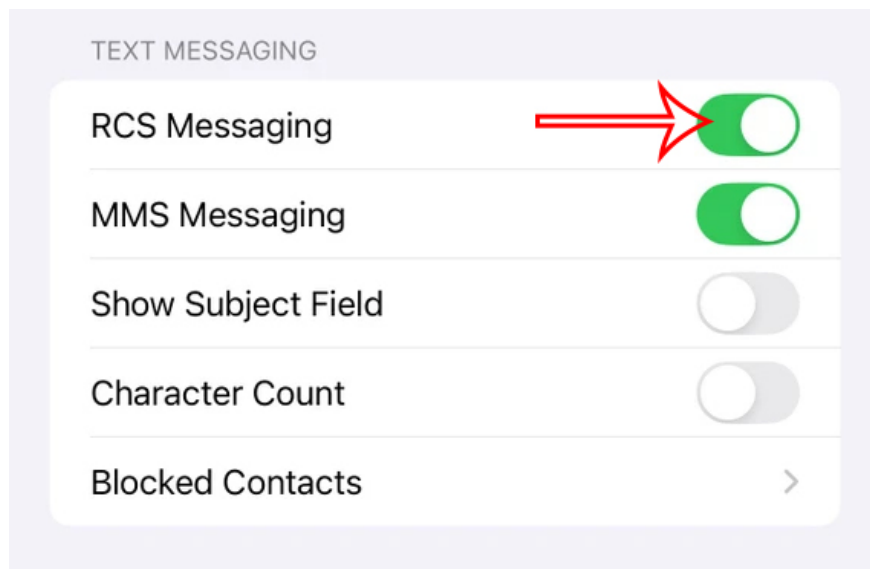 TEXT MESSAGING
RCS Messaging
MMS Messaging
Show Subject Field
Character Count
Blocked Contacts